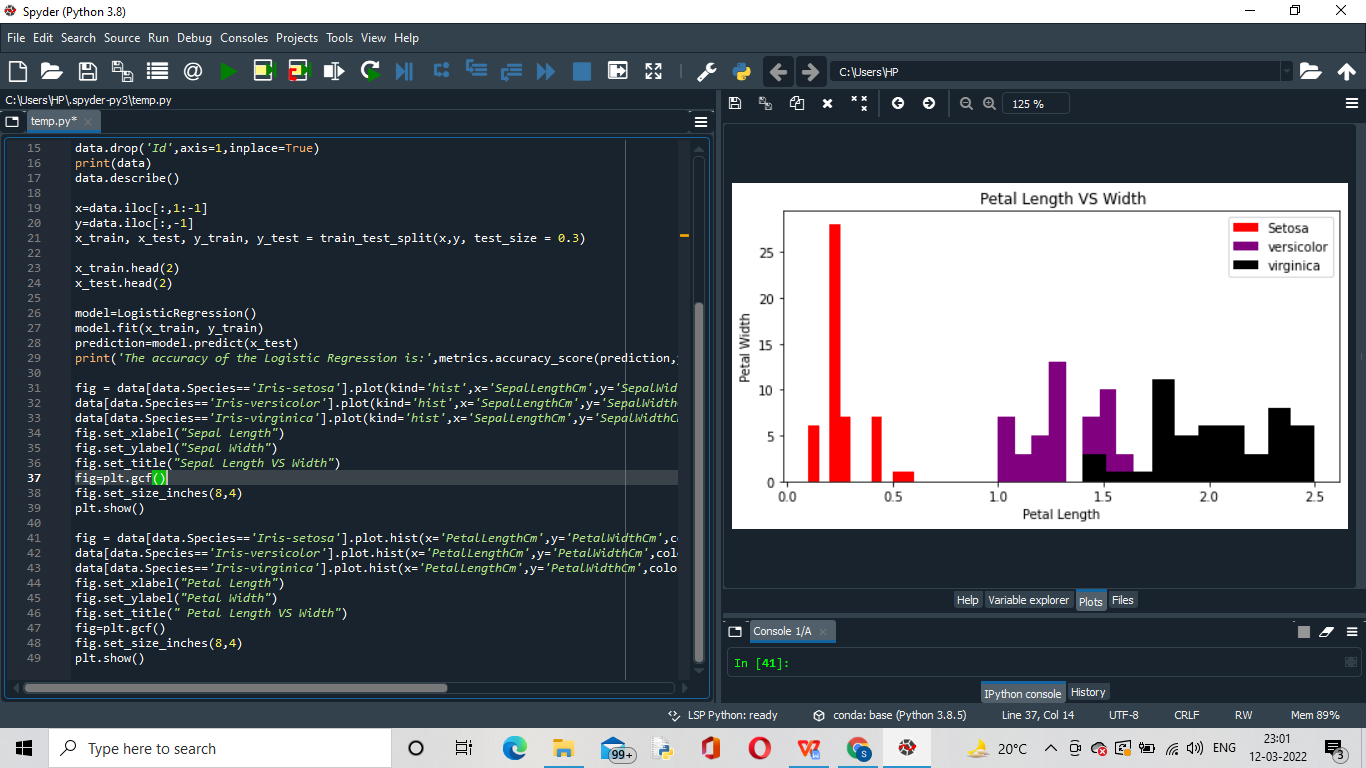 Spyder (Python 3.8)
File Edit Search Source Run Debug Consoles Projects Tools View Help
C:\Users\HP
C:\Users\HP\.spyder-py3\temp.py
temp.py*
15 data.drop('Id',axis=1,inplace=True)
16 print(data)
17 data.describe()
18
19 x=data.iloc[:,1:-1]
20 y=data.iloc[:,-1]
21 x_train, x_test, y_train, y_test = train_test_split(x,y, test_size = 0.3)
22
23 x_train.head(2)
24 x_test.head(2)
25
26 model=LogisticRegression()
27 model.fit(x_train, y_train)
28 prediction=model.predict(x_test)
29 print('The accuracy of the Logistic Regression is:',metrics.accuracy_score(prediction,
30
31 fig = data[data.Species=='Iris-setosa'].plot(kind='hist',x='SepalLengthCm',y='SepalWid
32 data[data.Species=='Iris-versicolor'].plot(kind='hist',x='SepalLengthCm',y='SepalWidth
33 data[data.Species=='Iris-virginica'].plot(kind='hist',x='SepalLengthCm',y='SepalWidthC
34 fig.set_xlabel("Sepal Length")
35 fig.set_ylabel("Sepal Width")
36 fig.set_title("Sepal Length VS Width")
37 fig=plt.gcf()
38 fig.set_size_inches(8,4)
39 plt.show()
40
41 fig = data[data.Species=='Iris-setosa'].plot.hist(x='PetalLengthCm',y='PetalWidthCm',c
42 data[data.Species=='Iris-versicolor'].plot.hist(x='PetalLengthCm',y='PetalWidthCm',colo
43 data[data.Species=='Iris-virginica'].plot.hist(x='PetalLengthCm',y='PetalWidthCm',colo
44 fig.set_xlabel("Petal Length")
45 fig.set_ylabel("Petal Width")
46 fig.set_title(" Petal Length VS Width")
47 fig=plt.gcf()
48 fig.set_size_inches(8,4)
49 plt.show()
125 %
Petal Length VS Width
Setosa
versicolor
virginica
25
20
15
10
5
0
Petal Width
0.0 0.5 1.0 1.5 2.0 2.5
Petal Length
Help Variable explorer Plots Files
Console 1/A
In [41]:
IPython console History
LSP Python: ready conda: base (Python 3.8.5) Line 37, Col 14 UTF-8 CRLF RW Mem 89%
Type here to search
99+
20°C
ENG
23:01
12-03-2022
3